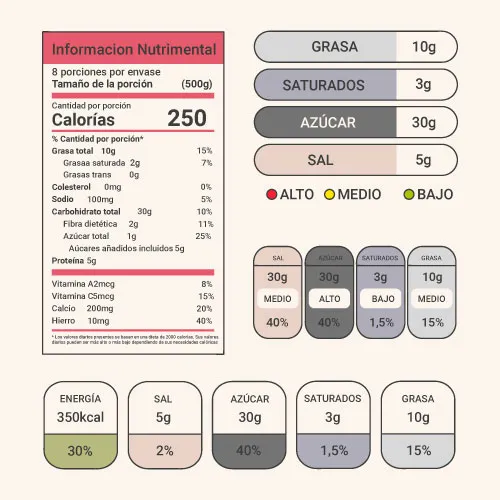 Informacion Nutrimental
8 porciones por envase
Tamaño de la porción (500g)
Cantidad por porción
Calorías 250
% Cantidad por porción*
Grasa total 10g 15%
Grasaa saturada 2g 7%
Grasas trans 0g
Colesterol 0mg 0%
Sodio 100mg 5%
Carbohidrato total 30g 10%
Fibra dietética 2g 11%
Azúcar total 1g 25%
Aúcares añadidos incluídos 5g
Proteína 5g
Vitamina A2mcg 8%
Vitamina C5mcg 15%
Calcio 200mg 20%
Hierro 10mg 40%
* Los valores diarios presentes se basan en una dieta de 2000 calorías. Sus valores
diarios pueden ser más alto o más bajo dependiendo de sus necesidades calóricas
GRASA 10g
SATURADOS 3g
AZÚCAR 30g
SAL 5g
ALTO MEDIO BAJO
SAL AZÚCAR SATURADOS GRASA
30g 30g 3g 10g
MEDIO ALTO BAJO MEDIO
40% 40% 1,5% 15%
ENERGÍA SAL AZÚCAR SATURADOS GRASA
350kcal 5g 30g 3g 10g
30% 2% 40% 1,5% 15%